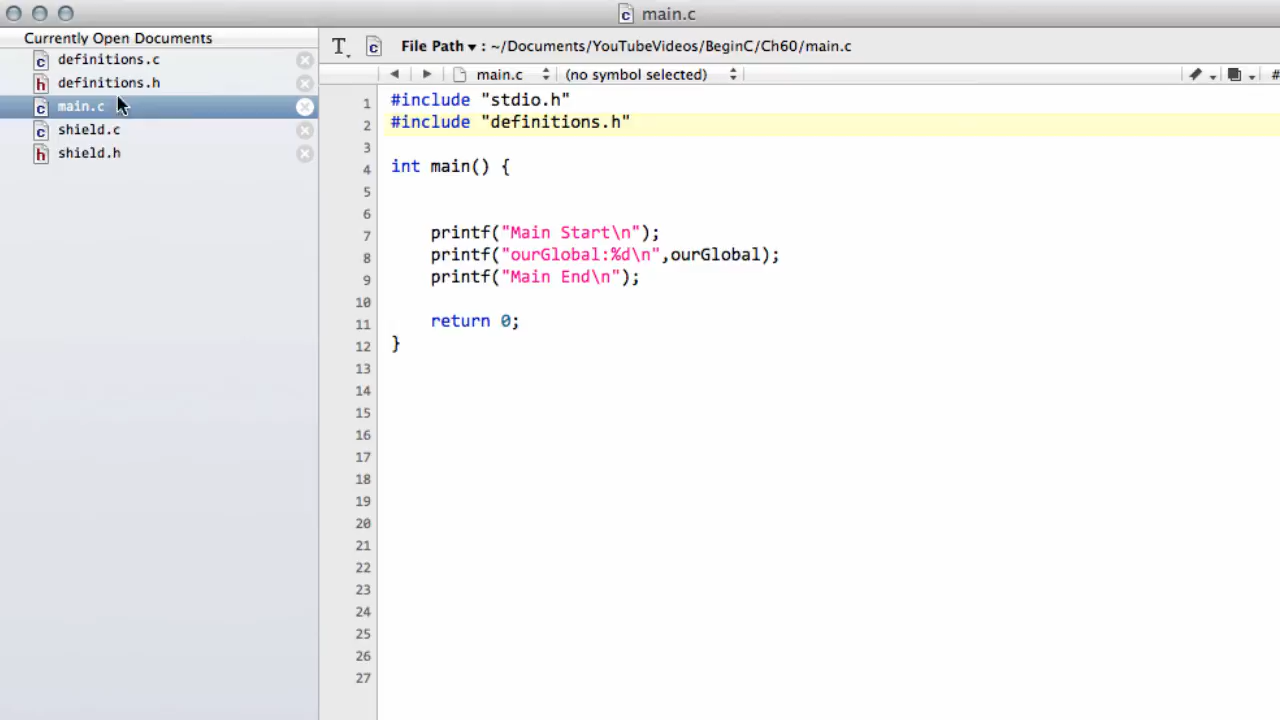 main.c
Currently Open Documents
definitions.c
definitions.h
main.c
shield.c
shield.h
File Path ▾ : ~/Documents/YouTubeVideos/BeginC/Ch60/main.c
main.c (no symbol selected) #
1 #include "stdio.h"
2 #include "definitions.h"
3
4 int main() {
5
6
7 printf("Main Start\n");
8 printf("ourGlobal:%d\n",ourGlobal);
9 printf("Main End\n");
10
11 return 0;
12 }
13
14
15
16
17
18
19
20
21
22
23
24
25
26
27